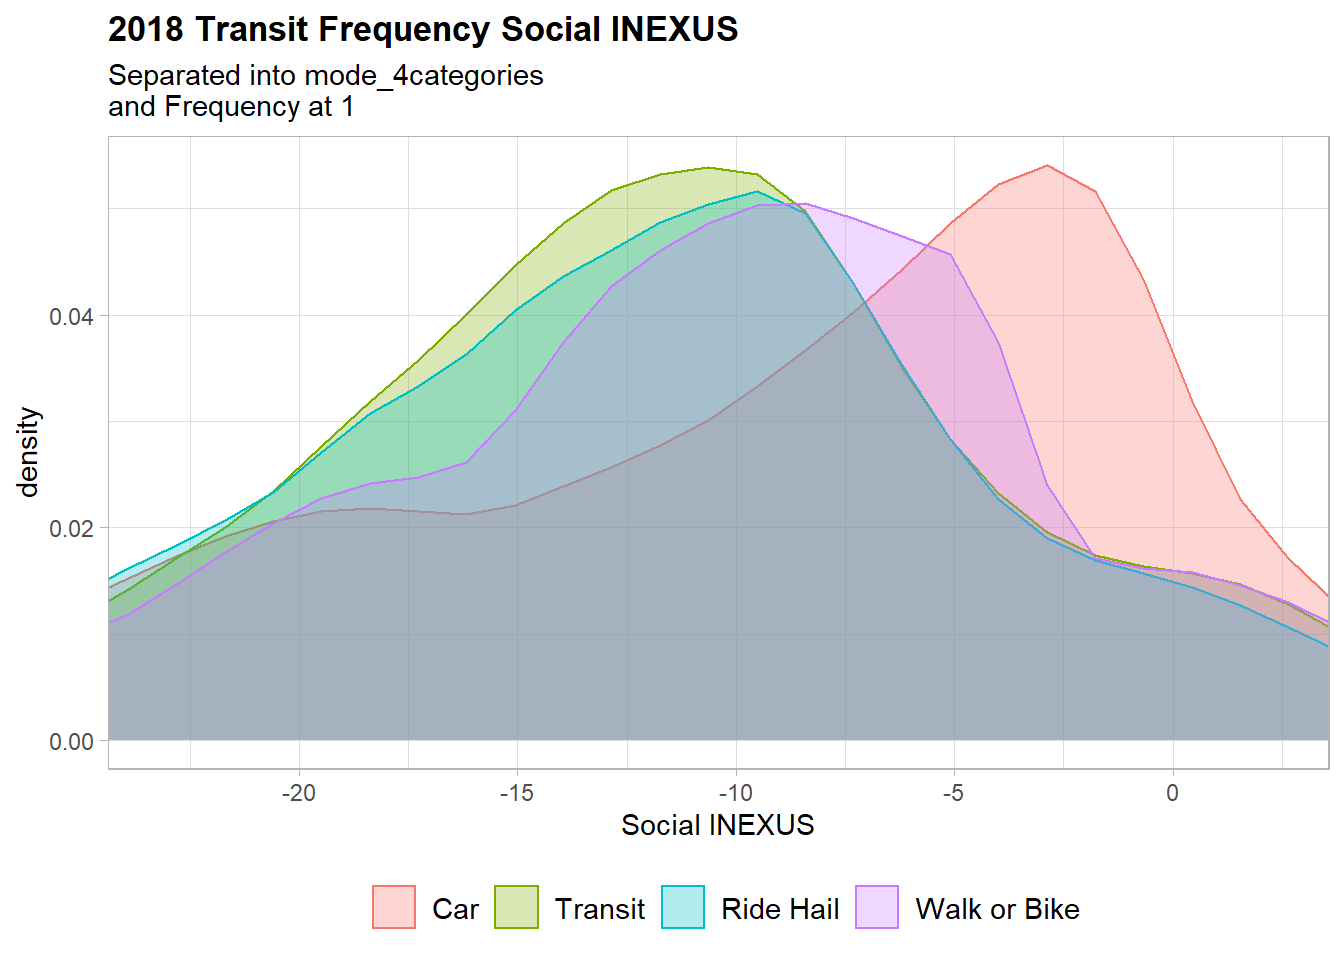 2018 Transit Frequency Social INEXUS
Separated into mode_4categories
and Frequency at 1
density
0.04
0.02
0.00
-20 -15 -10 -5 0
Social INEXUS
Car Transit Ride Hail Walk or Bike